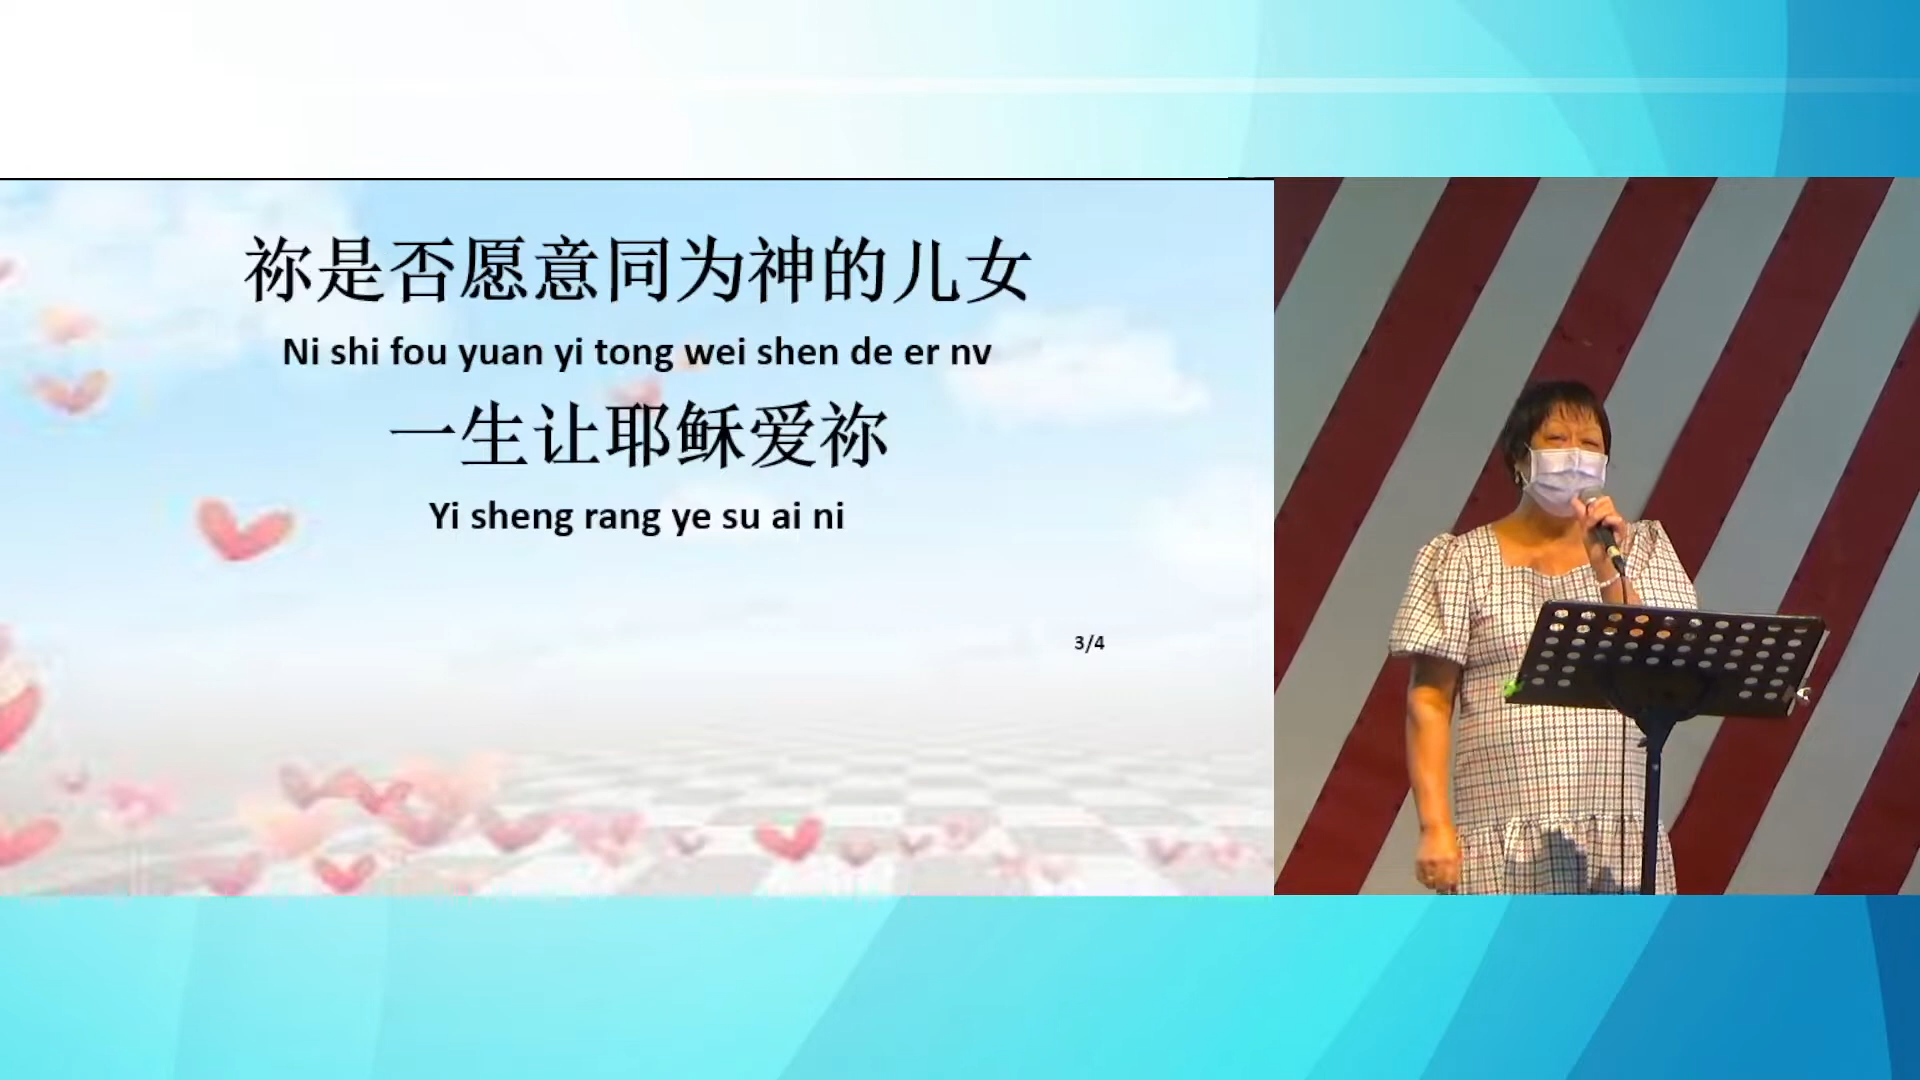 祢是否愿意同为神的儿女
Ni shi fou yuan yi tong wei shen de er nv
一生让耶稣爱祢
Yi sheng rang ye su ai ni
3/4